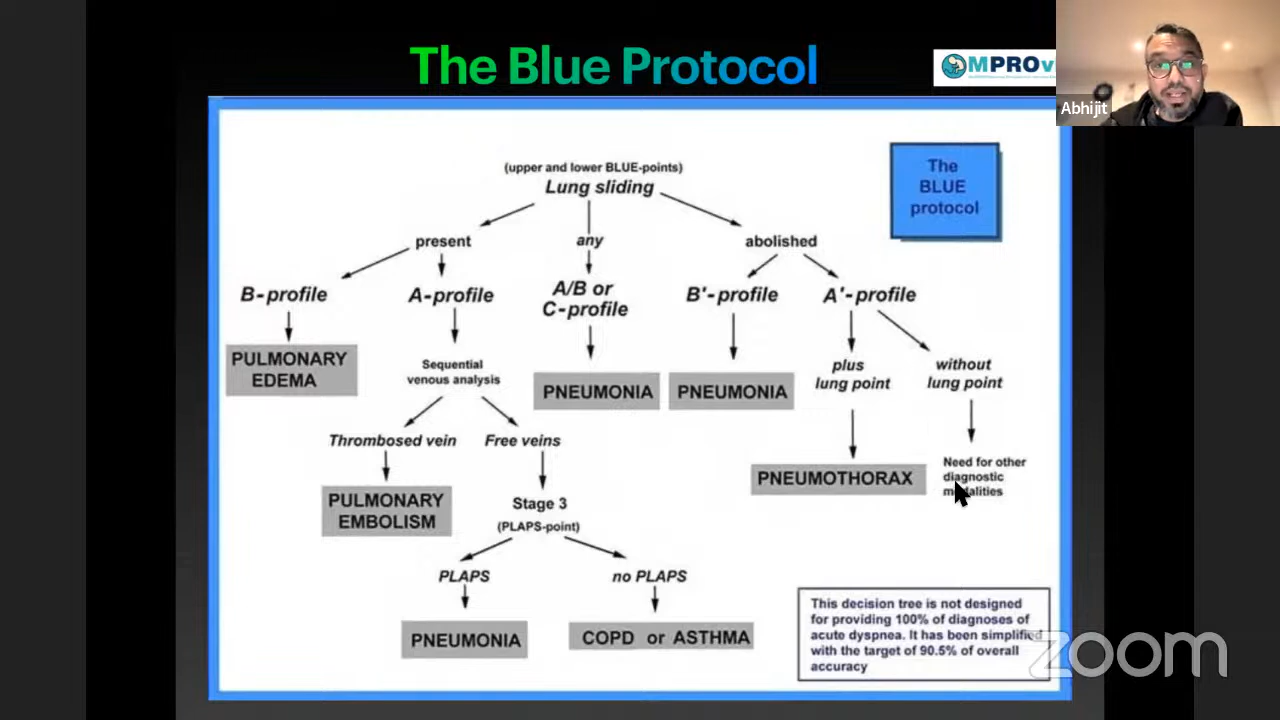 The Blue Protocol
MPROv
Abhijit
(upper and lower BLUE-points)
Lung sliding
The
BLUE
protocol
present
any
abolished
B-profile
A-profile
A/B or
C-profile
B'-profile
A'-profile
PULMONARY
EDEMA
Sequential
venous analysis
PNEUMONIA
PNEUMONIA
plus
lung point
without
lung point
Thrombosed vein
Free veins
PULMONARY
EMBOLISM
Stage 3
(PLAPS-point)
PNEUMOTHORAX
Need for other
diagnostic
modalities
PLAPS
no PLAPS
PNEUMONIA
COPD or ASTHMA
This decision tree is not designed
for providing 100% of diagnoses of
acute dyspnea. It has been simplified
with the target of 90.5% of overall
accuracy
zoom